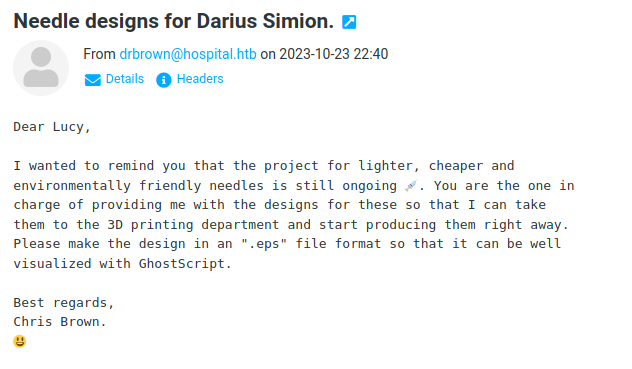 Needle designs for Darius Simion.
From drbrown@hospital.htb on 2023-10-23 22:40
Details Headers
Dear Lucy,
I wanted to remind you that the project for lighter, cheaper and
environmentally friendly needles is still ongoing 💉. You are the one in
charge of providing me with the designs for these so that I can take
them to the 3D printing department and start producing them right away.
Please make the design in an ".eps" file format so that it can be well
visualized with GhostScript.
Best regards,
Chris Brown.
😃